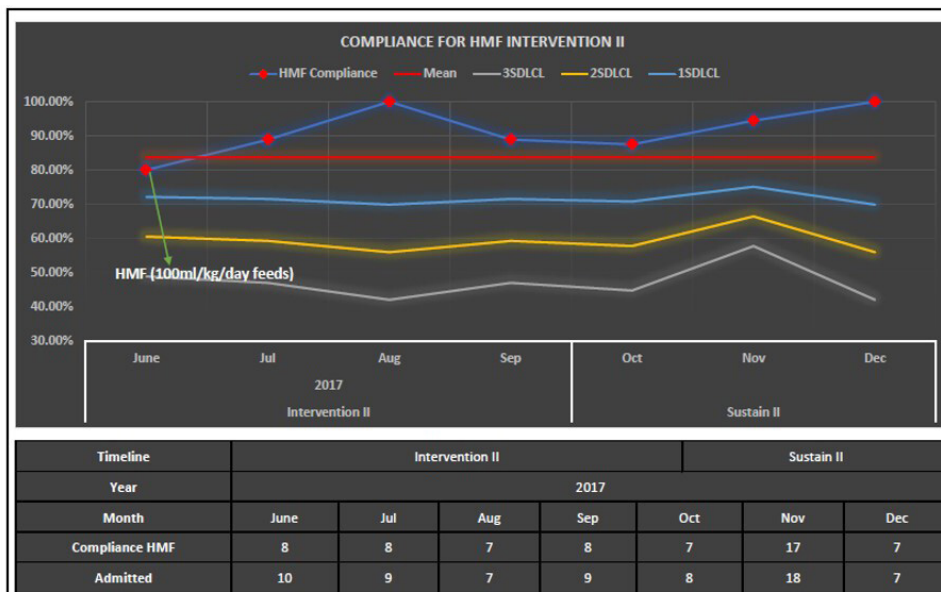 COMPLIANCE FOR HMF INTERVENTION II
HMF Compliance Mean 3SDLCL 2SDLCL 1SDLCL
100.00%
90.00%
80.00%
70.00%
60.00%
HMF (100ml/kg/day feeds)
50.00%
40.00%
30.00%
June Jul Aug Sep Oct Nov Dec
2017
Intervention II Sustain II
Timeline Intervention II Sustain II
Year 2017
Month June Jul Aug Sep Oct Nov Dec
Compliance HMF 8 8 7 8 7 17 7
Admitted 10 9 7 9 8 18 7